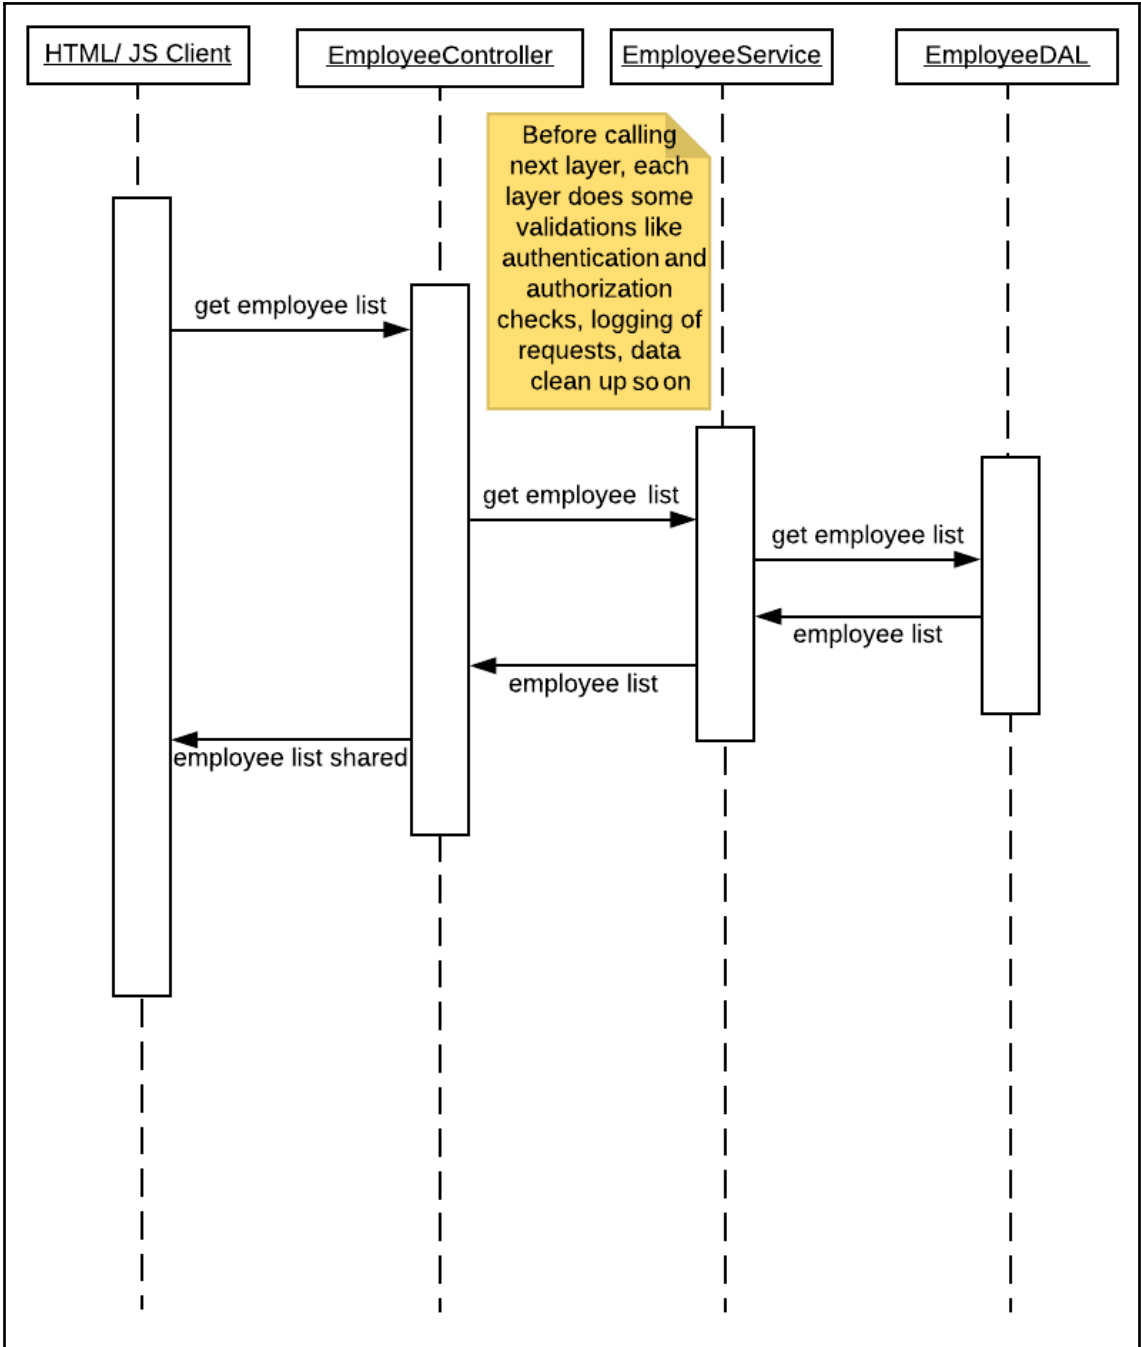 HTML/ JS Client
EmployeeController
EmployeeService
EmployeeDAL
Before calling
next layer, each
layer does some
validations like
authentication and
authorization
checks, logging of
requests, data
clean up so on
get employee list
get employee list
get employee list
employee list
employee list
employee list shared